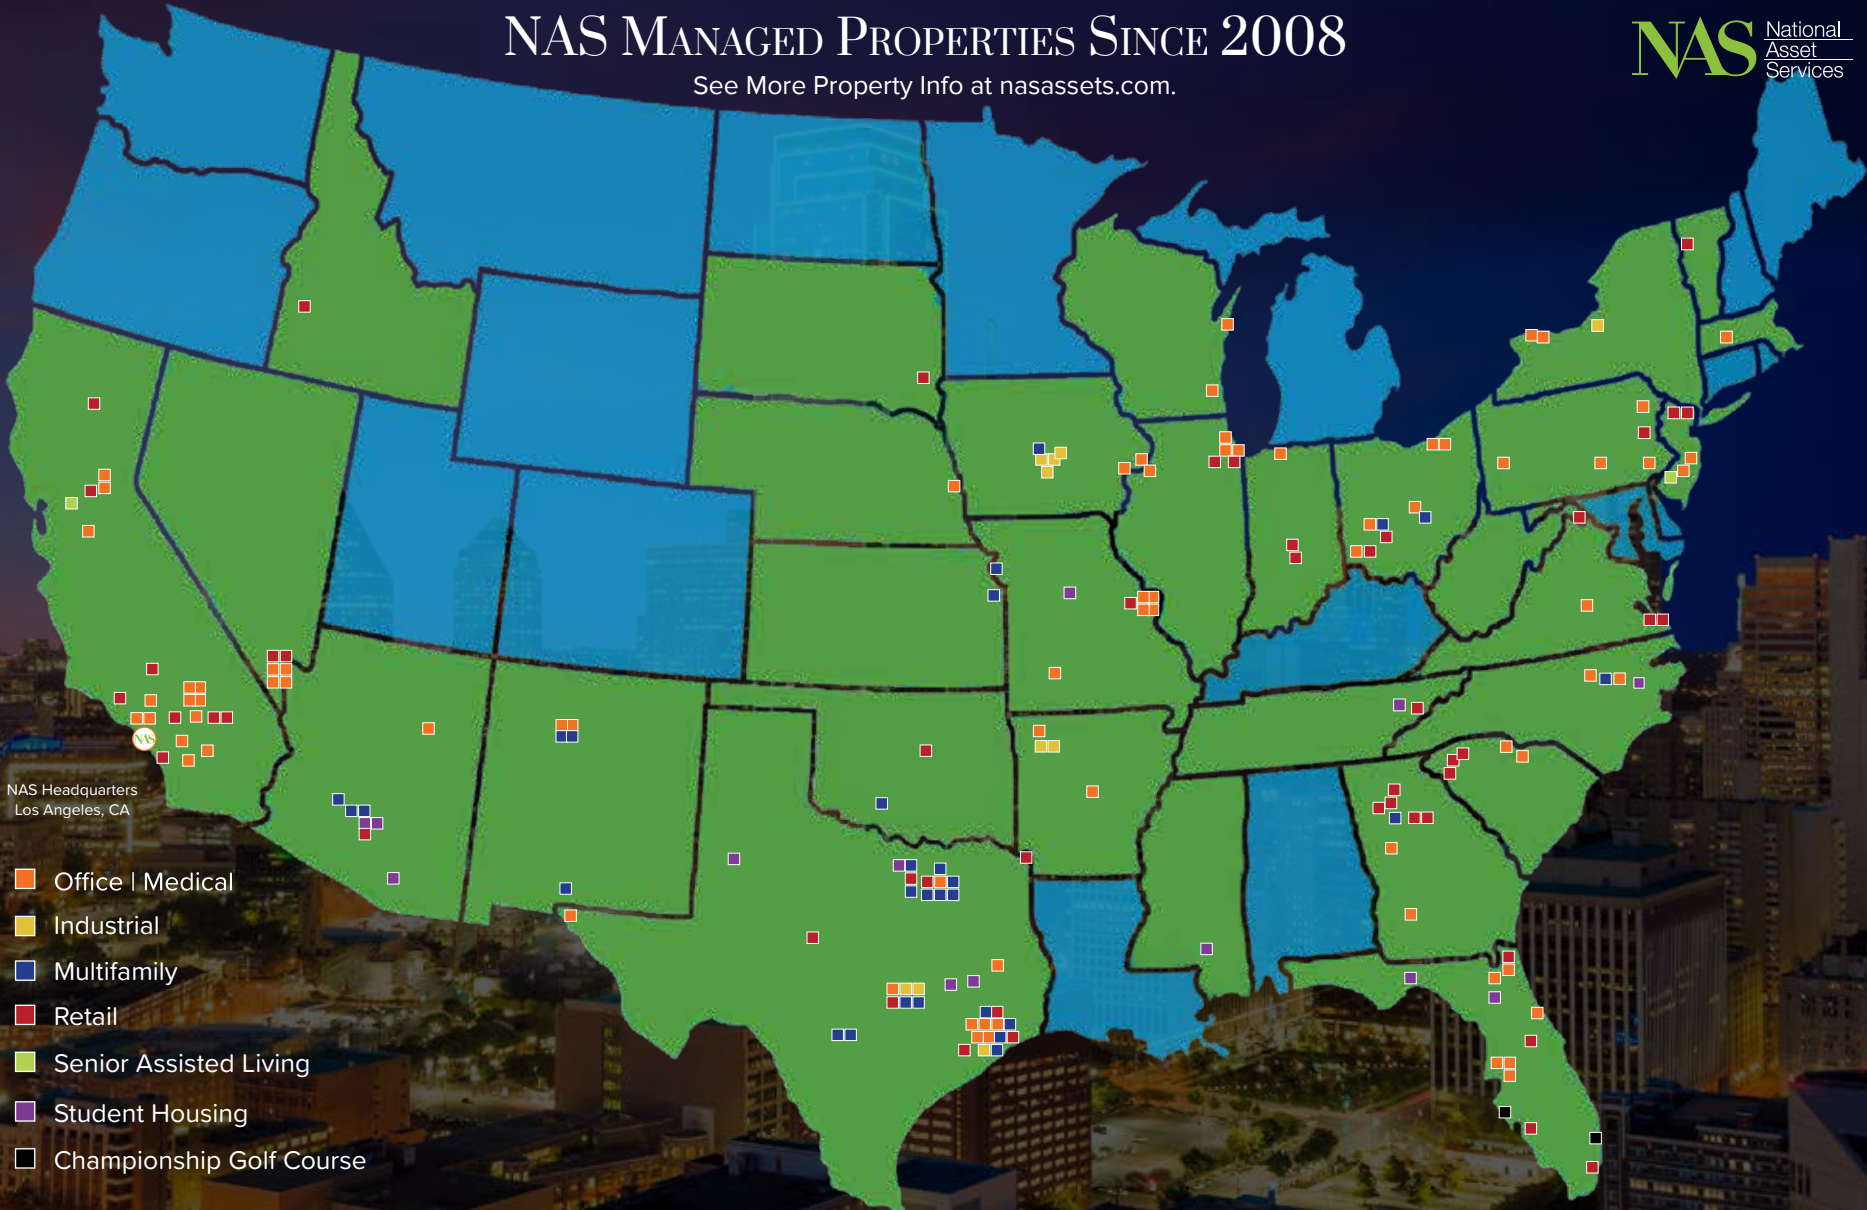 NAS Managed Properties Since 2008
See More Property Info at nasassets.com.
NAS
National
Asset
Services
NAS
NAS Headquarters
Los Angeles, CA
Office | Medical
Industrial
Multifamily
Retail
Senior Assisted Living
Student Housing
Championship Golf Course